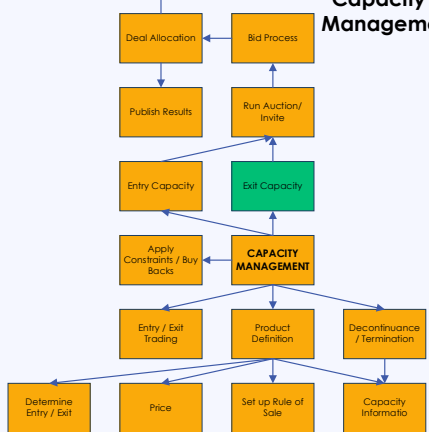 Capacity
Manageme
Deal Allocation
Bid Process
Publish Results
Run Auction/
Invite
Entry Capacity
Exit Capacity
Apply
Constraints / Buy
Backs
CAPACITY
MANAGEMENT
Entry / Exit
Trading
Product
Definition
Decontinuance
/ Termination
Determine
Entry / Exit
Price
Set up Rule of
Sale
Capacity
Informatio